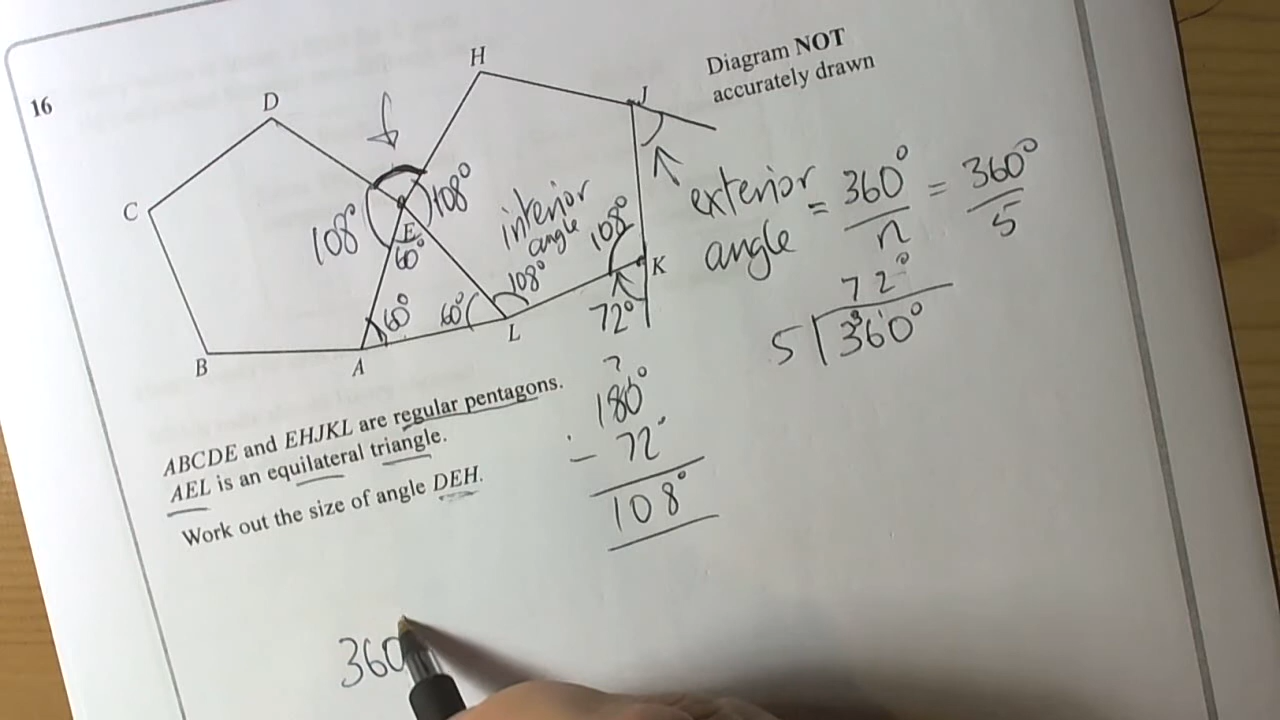 16
Diagram NOT
accurately drawn
H
D
J
C
108°
108°
E
60°
interior
angle
108°
K
60°
60°
108°
72°
L
A
B
exterior
angle
= 360°
n
= 360°
5
72°
5 360°
ABCDE and EHJKL are regular pentagons.
AEL is an equilateral triangle.
Work out the size of angle DEH.
180°
- 72°
108°
360